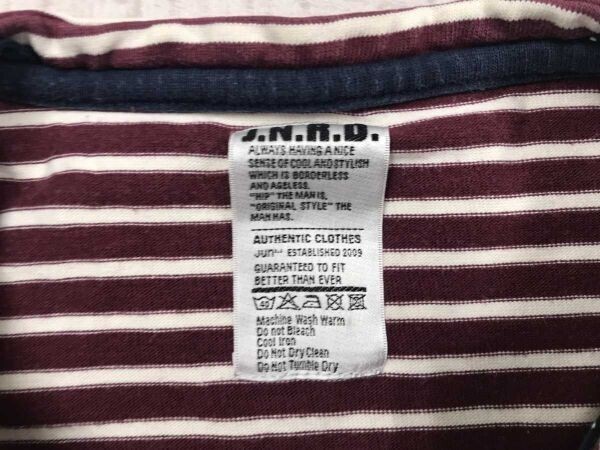 J.N.R.D.
ALWAYS HAVING A NICE
SENSE OF COOL AND STYLISH
WHICH IS BORDERLESS
AND AGELESS.
"HIP" THE MAN IS,
"ORIGINAL STYLE" THE
MAN HAS.
AUTHENTIC CLOTHES
JUN ESTABLISHED 2009
GUARANTEED TO FIT
BETTER THAN EVER
40
Machine Wash Warm
Do not Bleach
Cool Iron
Do Not Dry Clean
Do Not Tumble Dry